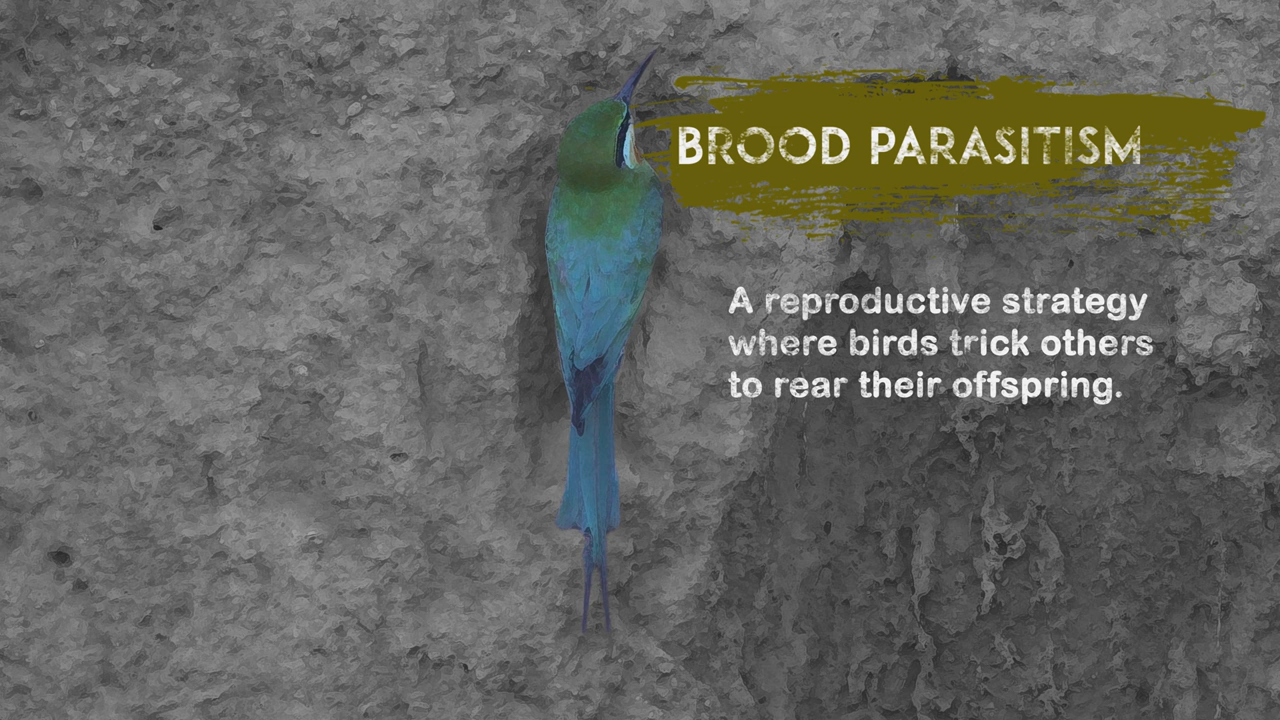 BROOD PARASITISM
A reproductive strategy
where birds trick others
to rear their offspring.